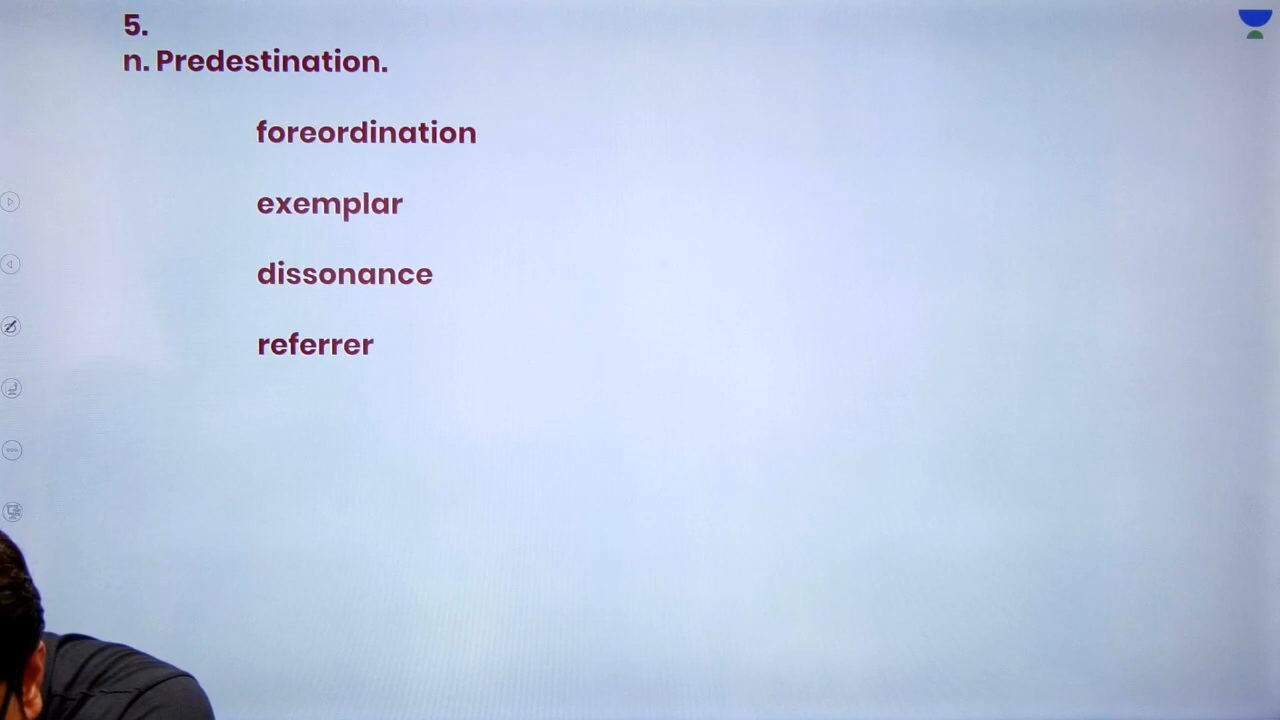 5.
n. Predestination.
foreordination
exemplar
dissonance
referrer